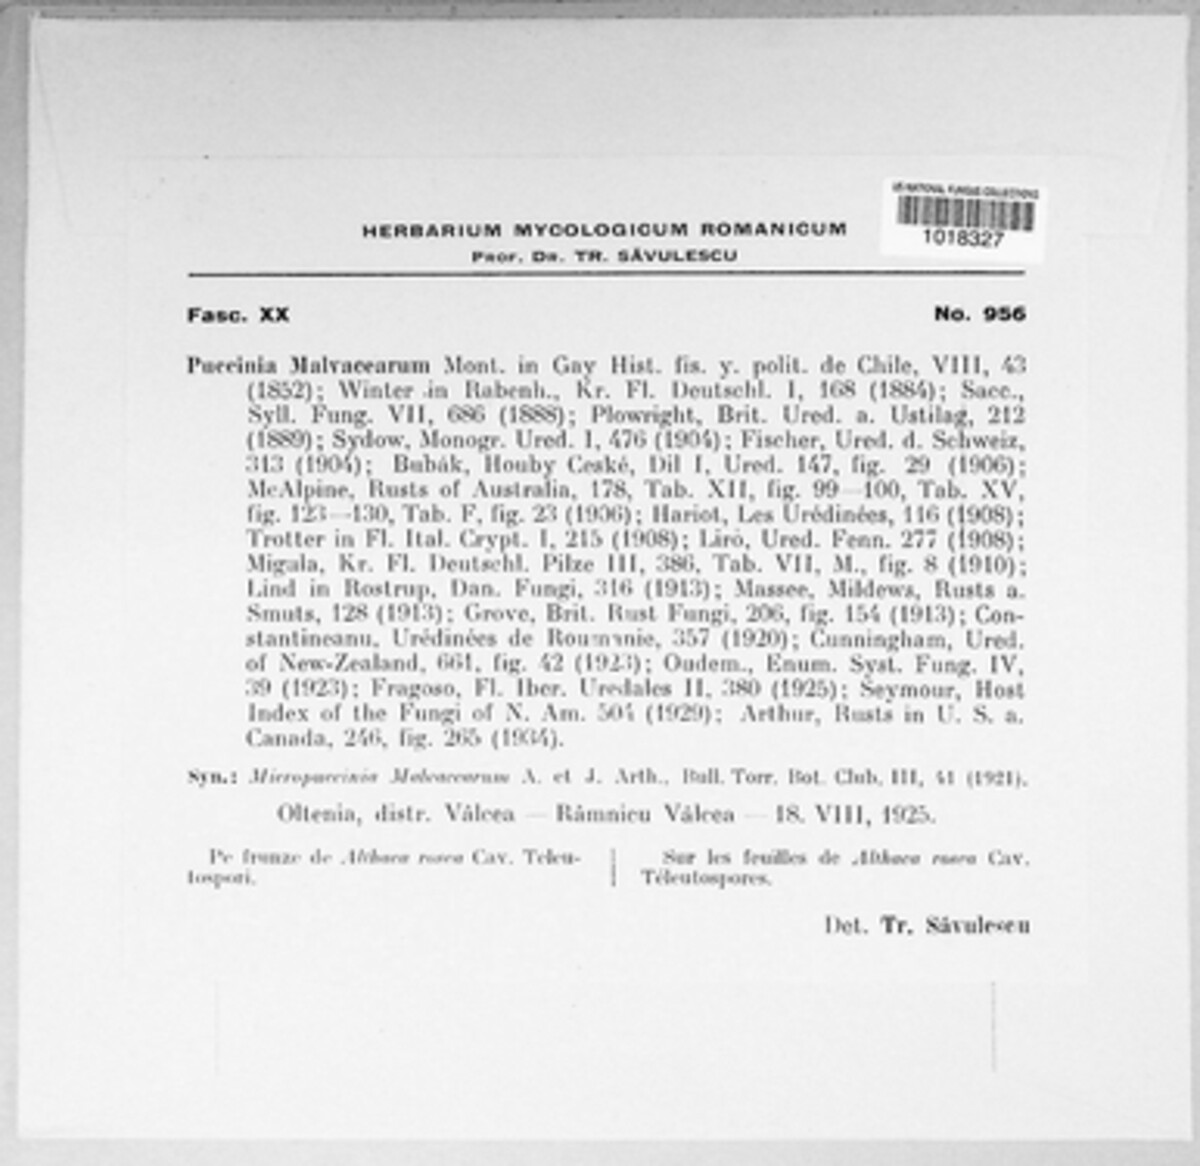 US NATIONAL FUNGUS COLLECTIONS
1018327
HERBARIUM MYCOLOGICUM ROMANICUM
PROF. DR. TR. SĂVULESCU
Fasc. XX No. 956
Puccinia Malvacearum Mont. in Gay Hist. fis. y. polit. de Chile, VIII, 43
(1852); Winter in Rabenh., Kr. Fl. Deutschl. I, 168 (1884); Sacc.,
Syll. Fung. VII, 686 (1888); Plowright, Brit. Ured. a. Ustilag, 212
(1889); Sydow, Monogr. Ured. I, 476 (1904); Fischer, Ured. d. Schweiz,
313 (1904); Bubák, Houby Ceské, Dil I, Ured. 147, fig. 29 (1906);
McAlpine, Rusts of Australia, 178, Tab. XII, fig. 99—100, Tab. XV,
fig. 123—130, Tab. F, fig. 23 (1906); Hariot, Les Urédinées, 116 (1908);
Trotter in Fl. Ital. Crypt. I, 215 (1908); Liro, Ured. Fenn. 277 (1908);
Migula, Kr. Fl. Deutschl. Pilze III, 386, Tab. VII, M., fig. 8 (1910);
Lind in Rostrup, Dan. Fungi, 316 (1913); Massee, Mildews, Rusts a.
Smuts, 128 (1913); Grove, Brit. Rust Fungi, 206, fig. 154 (1913); Con-
stantineanu, Urédinées de Roumanie, 357 (1920); Cunningham, Ured.
of New-Zealand, 661, fig. 42 (1923); Oudem., Enum. Syst. Fung. IV,
39 (1923); Fragoso, Fl. Iber. Uredales II, 380 (1925); Seymour, Host
Index of the Fungi of N. Am. 504 (1929); Arthur, Rusts in U. S. a.
Canada, 246, fig. 265 (1934).
Syn.: Micropuccinia Malvacearum A. et J. Arth., Bull. Torr. Bot. Club. III, 41 (1921).
Oltenia, distr. Vâlcea — Râmnicu Vâlcea — 18. VIII, 1925.
Pe frunze de Althaea rosea Cav. Teleu-
tospori.
Sur les feuilles de Althaea rosea Cav.
Téleutospores.
Det. Tr. Săvulescu